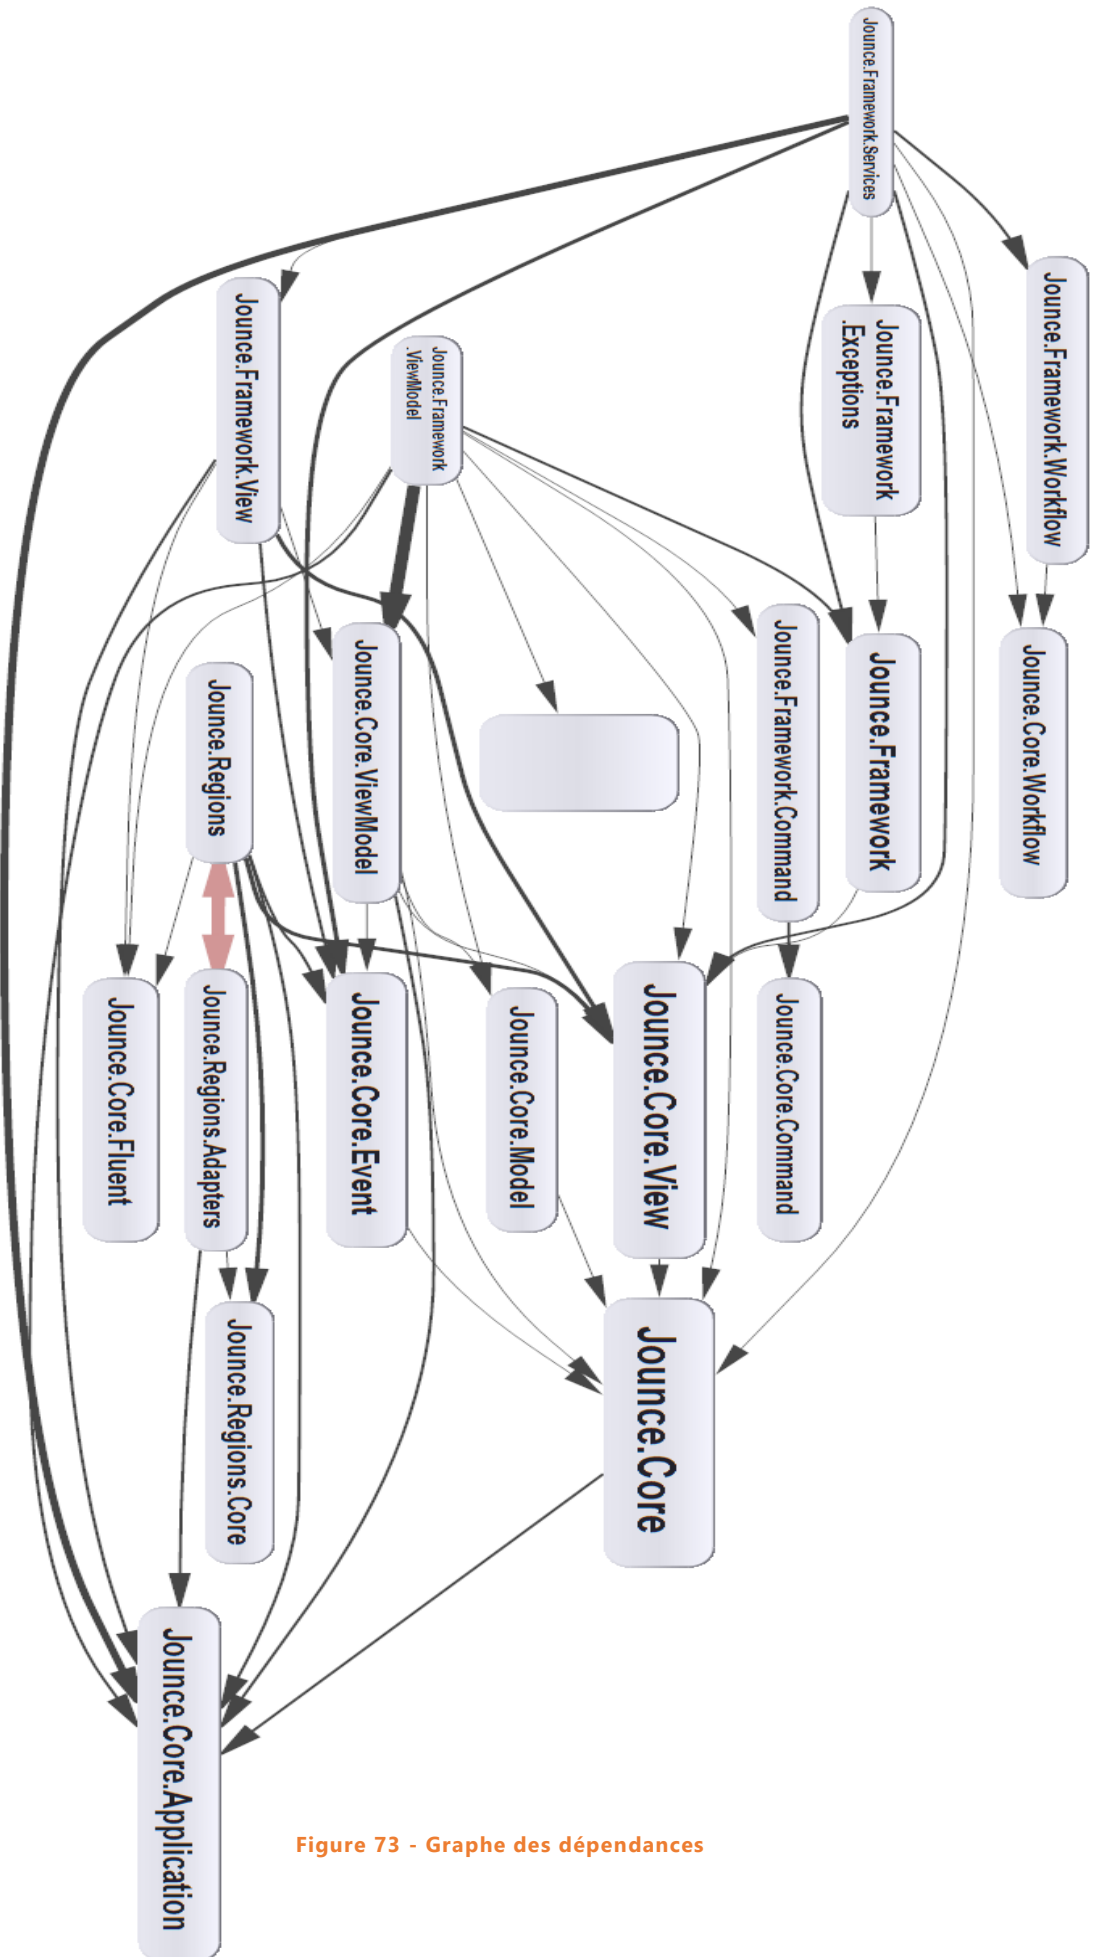 Jounce.Framework.Services
Jounce.Framework.Workflow
Jounce.Framework
.Exceptions
Jounce.Framework.View
Jounce.Framework
.ViewModel
Jounce.Framework.Command
Jounce.Framework
Jounce.Core.Workflow
Jounce.Core.ViewModel
Jounce.Regions
Jounce.Core.Fluent
Jounce.Regions.Adapters
Jounce.Core.Event
Jounce.Core.Model
Jounce.Core.View
Jounce.Core.Command
Jounce.Regions.Core
Jounce.Core
Jounce.Core.Application
Figure 73 - Graphe des dépendances